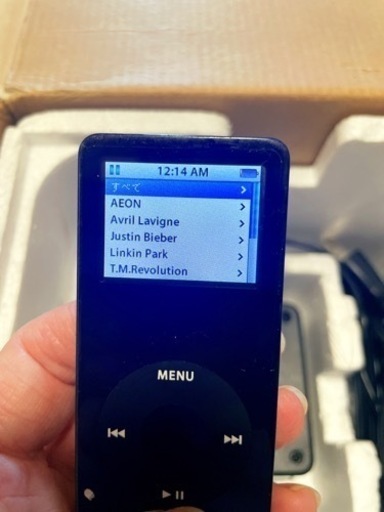 12:14 AM
すべて
AEON
Avril Lavigne
Justin Bieber
Linkin Park
T.M.Revolution
MENU